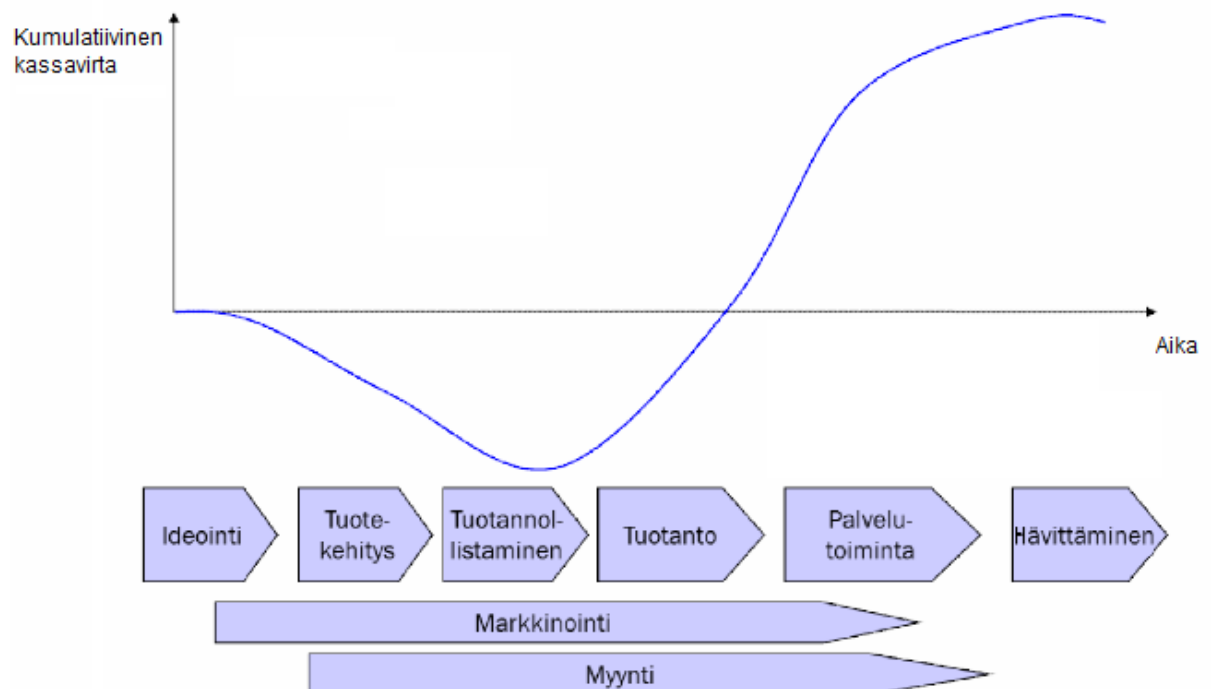 Kumulatiivinen
kassavirta
Aika
Ideointi
Tuote-
kehitys
Tuotannol-
listaminen
Tuotanto
Palvelu-
toiminta
Hävittäminen
Markkinointi
Myynti